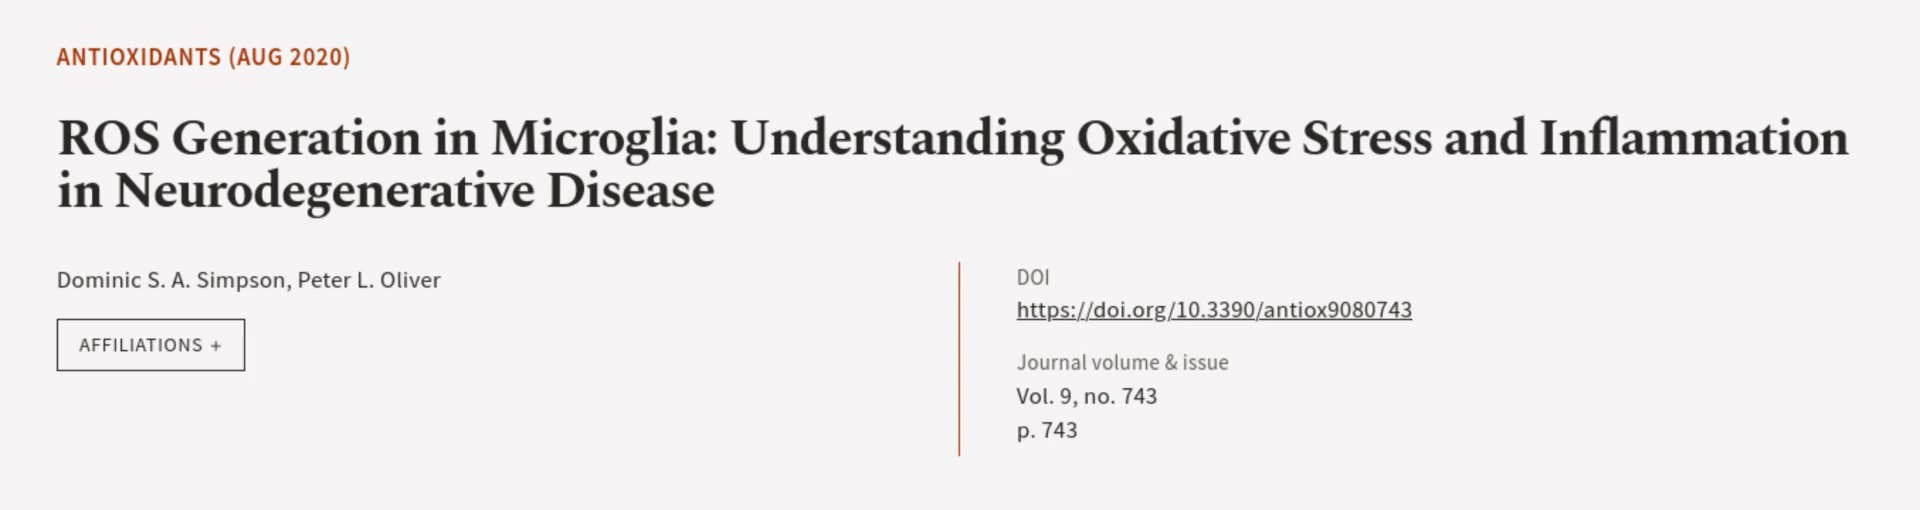 ANTIOXIDANTS (AUG 2020)
ROS Generation in Microglia: Understanding Oxidative Stress and Inflammation
in Neurodegenerative Disease
Dominic S. A. Simpson, Peter L. Oliver
AFFILIATIONS +
DOI
https://doi.org/10.3390/antiox9080743
Journal volume & issue
Vol. 9, no. 743
p. 743